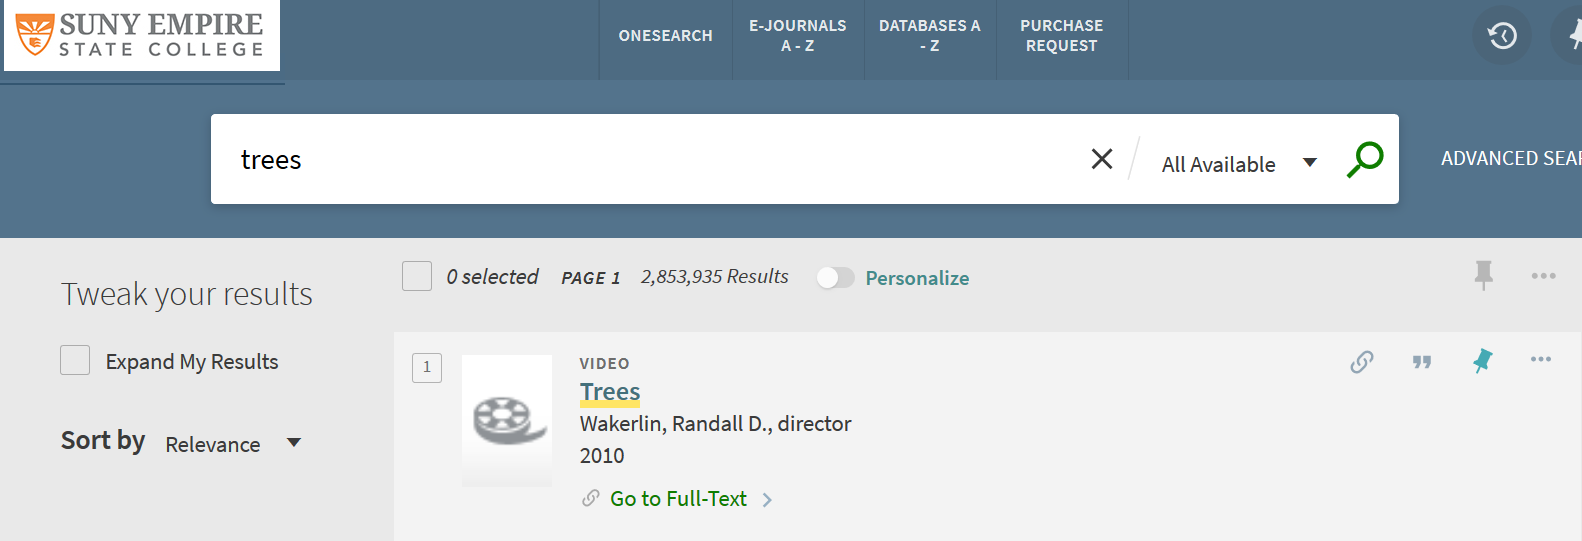 SUNY EMPIRE
STATE COLLEGE
ONESEARCH
E-JOURNALS
A - Z
DATABASES A
- Z
PURCHASE
REQUEST
trees
All Available
ADVANCED SEAR
Tweak your results
Expand My Results
Sort by Relevance
0 selected PAGE 1 2,853,935 Results Personalize
1
VIDEO
Trees
Wakerlin, Randall D., director
2010
Go to Full-Text